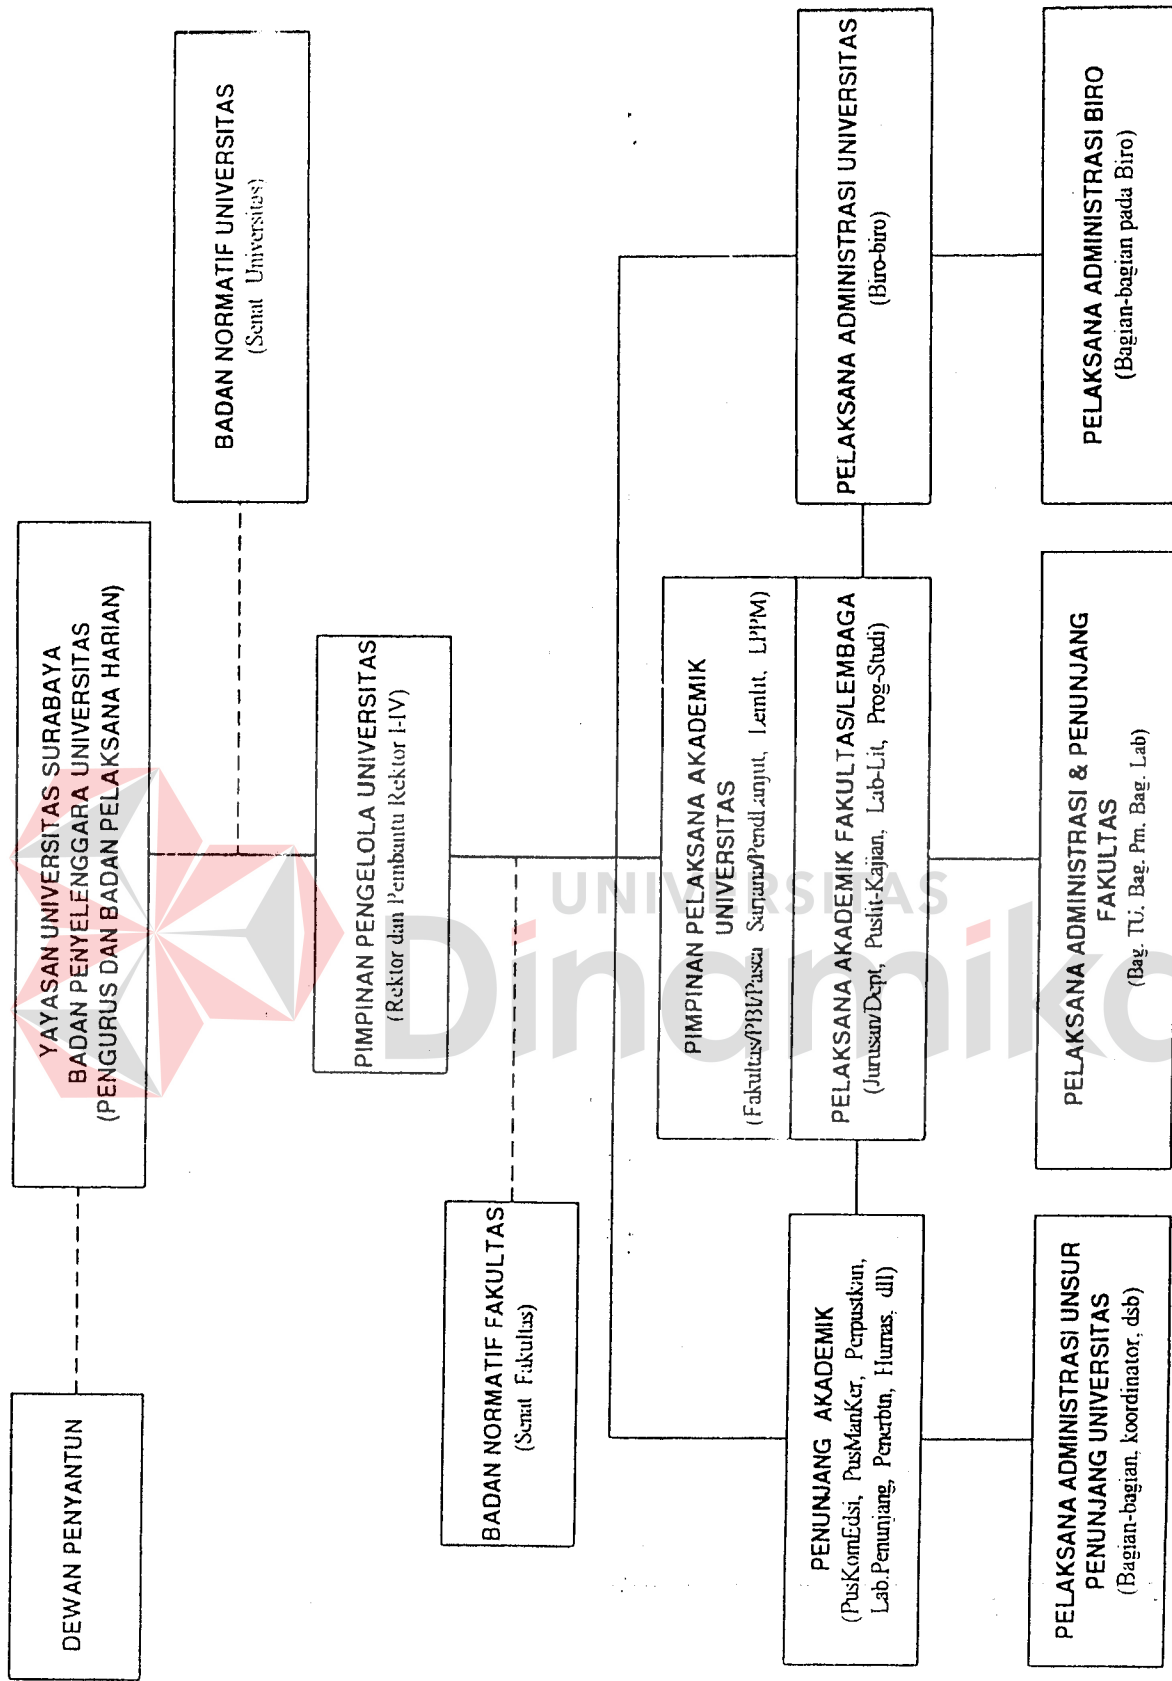 DEWAN PENYANTUN
YAYASAN UNIVERSITAS SURABAYA
BADAN PENYELENGGARA UNIVERSITAS
(PENGURUS DAN BADAN PELAKSANA HARIAN)
BADAN NORMATIF UNIVERSITAS
(Senat Universitas)
PIMPINAN PENGELOLA UNIVERSITAS
(Rektor dan Pembantu Rektor I-IV)
BADAN NORMATIF FAKULTAS
(Senat Fakultas)
PIMPINAN PELAKSANA AKADEMIK
UNIVERSITAS
(Fakultas/PBI/Pasca Sarjana/PendLanjut, Lemlit, LPPM)
PENUNJANG AKADEMIK
(PusKomEdsi, PusManKer, Perpustkan,
Lab.Penunjang, Penerbtn, Humas, dll)
PELAKSANA AKADEMIK FAKULTAS/LEMBAGA
(Jurusan/Dept, Puslit-Kajian, Lab-Lit, Prog-Studi)
PELAKSANA ADMINISTRASI UNIVERSITAS
(Biro-biro)
PELAKSANA ADMINISTRASI UNSUR
PENUNJANG UNIVERSITAS
(Bagian-bagian, koordinator, dsb)
PELAKSANA ADMINISTRASI & PENUNJANG
FAKULTAS
(Bag. TU. Bag. Pm. Bag. Lab)
PELAKSANA ADMINISTRASI BIRO
(Bagian-bagian pada Biro)
UNIVERSITAS
Dinamika